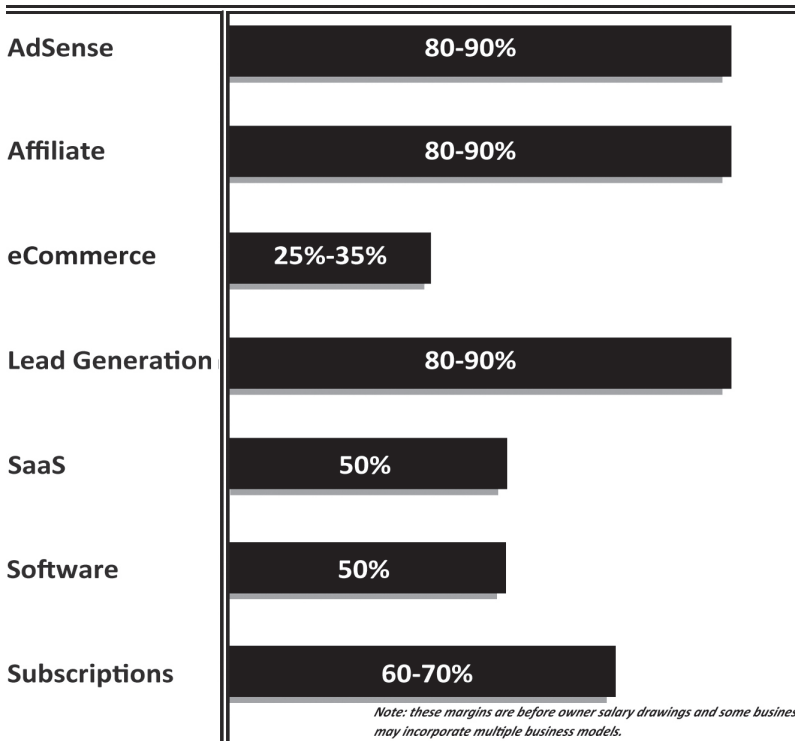 AdSense 80-90%
Affiliate 80-90%
eCommerce 25%-35%
Lead Generation 80-90%
SaaS 50%
Software 50%
Subscriptions 60-70%
Note: these margins are before owner salary drawings and some
may incorporate multiple business models.